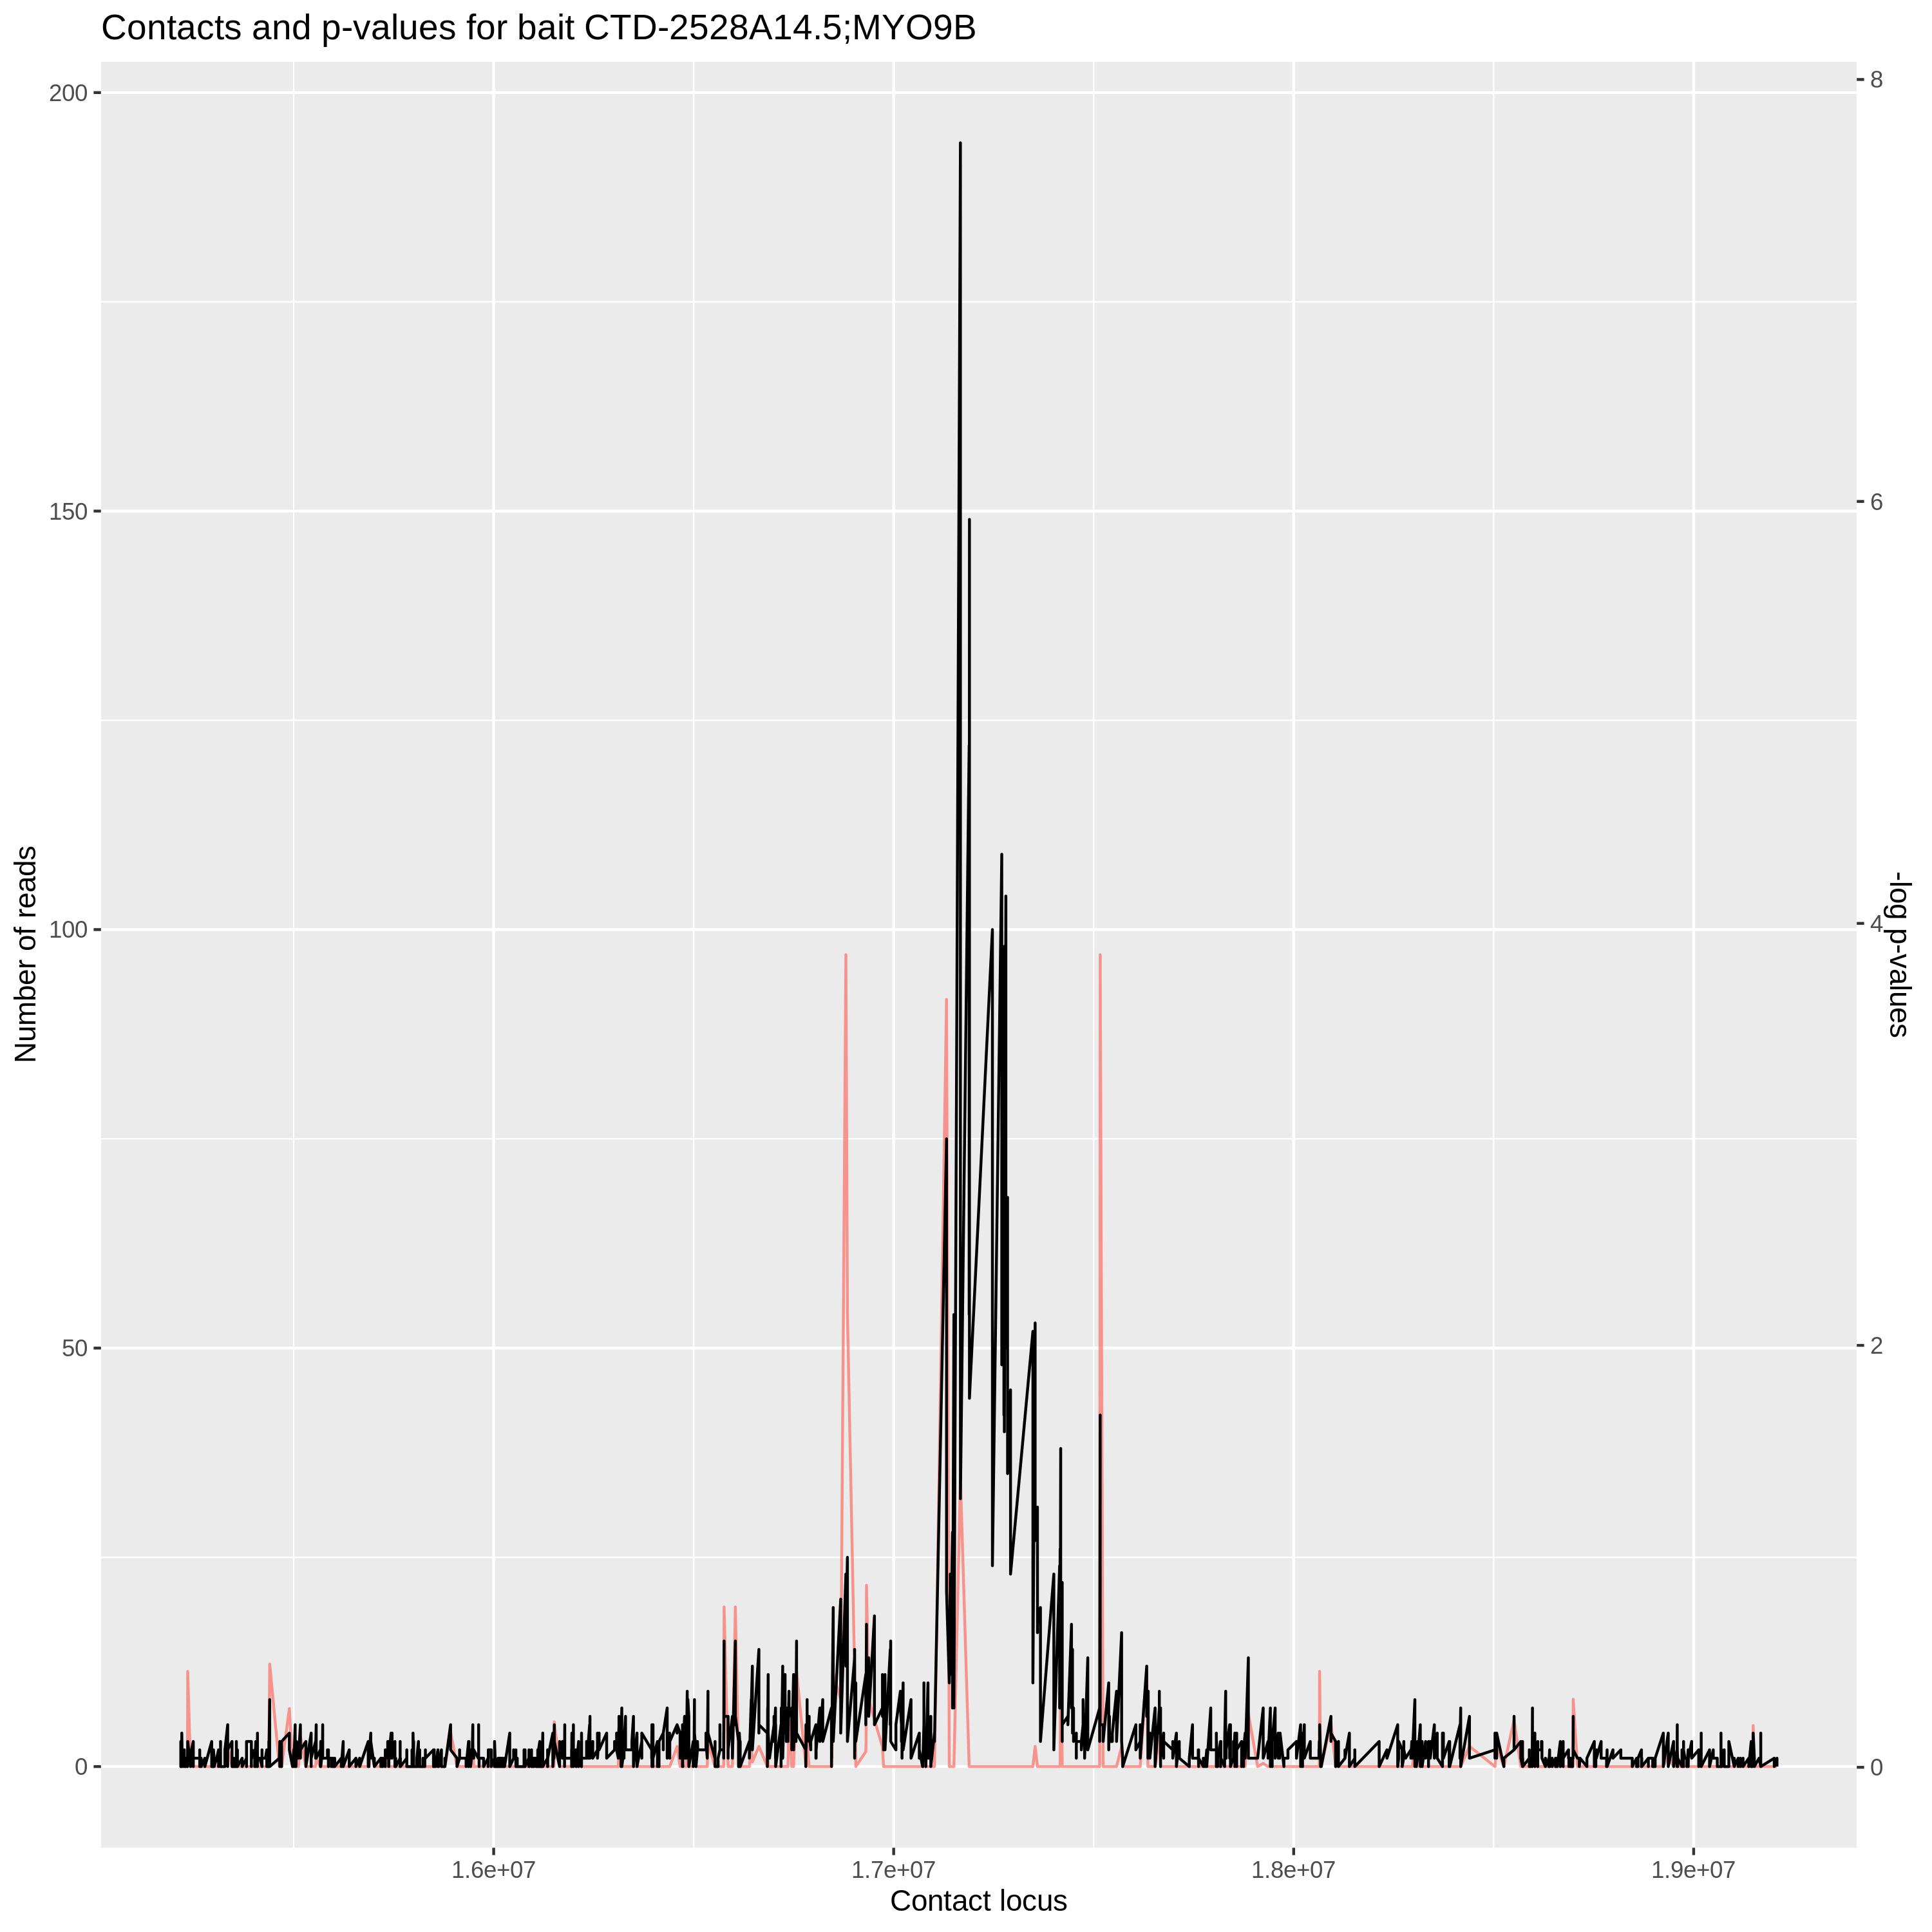 Contacts and p-values for bait CTD-2528A14.5;MYO9B
200
150
100
50
0
Number of reads
8
6
4
2
0
-log p-values
1.6e+07
1.7e+07
1.8e+07
1.9e+07
Contact locus